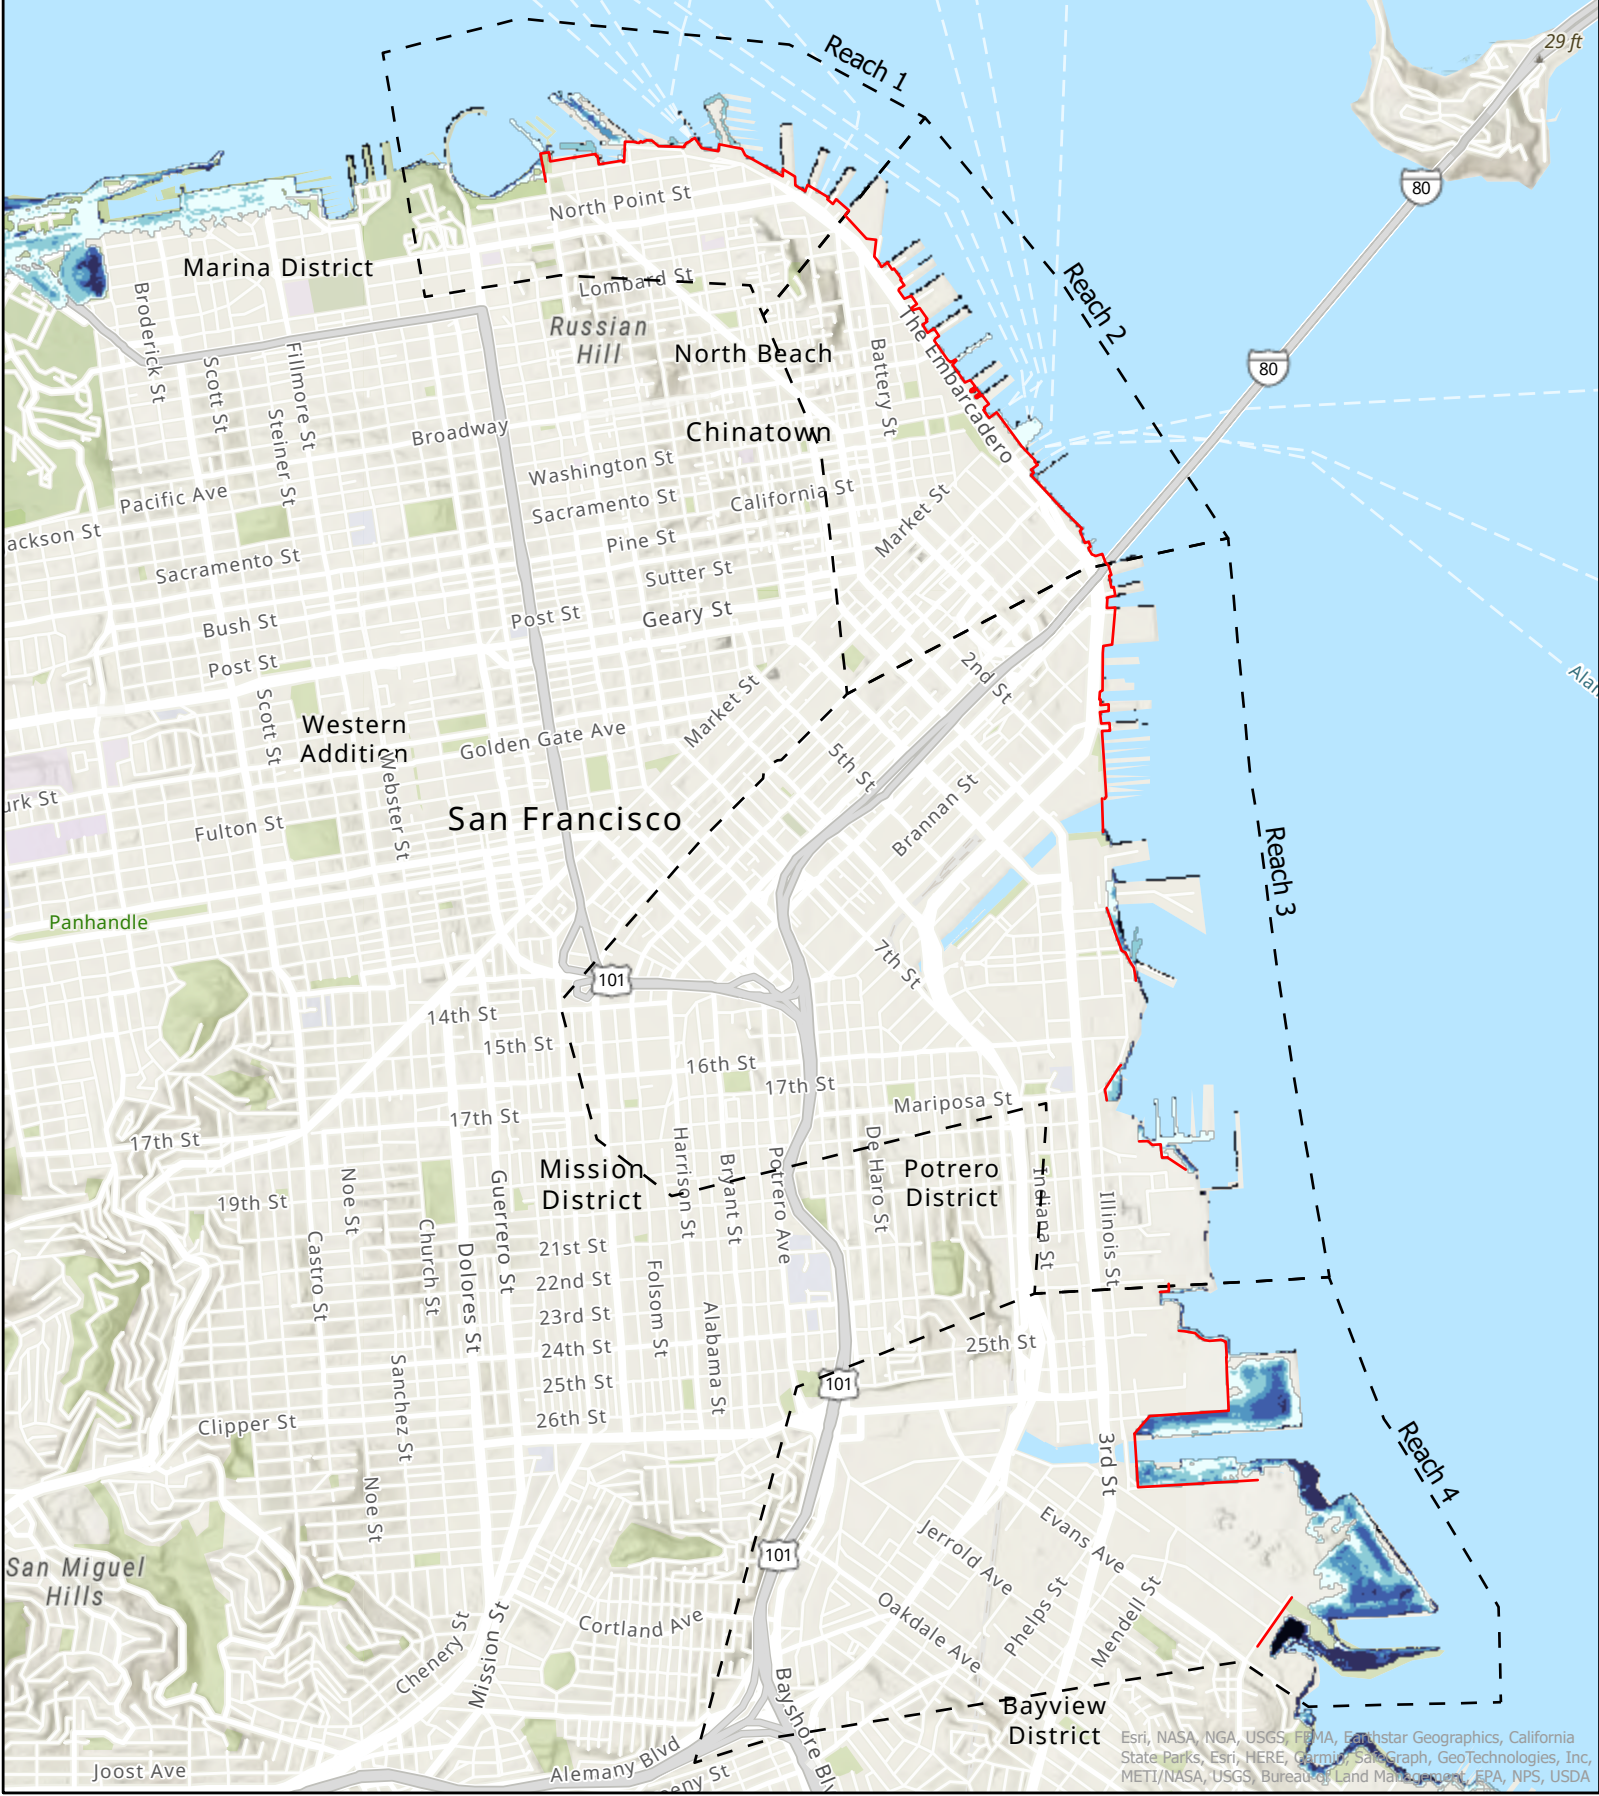 29 ft
Reach 1
80
North Point St
Marina District
Lombard St
Reach 2
Broderick St
Russian
Hill
North Beach
The Embarcadero
Battery St
80
Scott St
Fillmore St
Steiner St
Broadway
Chinatown
Washington St
Pacific Ave
Sacramento St
California St
Market St
ackson St
Pine St
Sacramento St
Sutter St
Bush St
Post St
Geary St
Post St
2nd St
Alam
Scott St
Market St
Western
Addition
Golden Gate Ave
Webster St
5th St
urk St
San Francisco
Fulton St
Brannan St
Reach 3
Panhandle
7th St
101
14th St
15th St
16th St
17th St
17th St
Mariposa St
17th St
Mission
District
Harrison St
Bryant St
Potrero Ave
De Haro St
Potrero
District
Indiana St
Illinois St
19th St
Noe St
Guerrero St
Castro St
Church St
Dolores St
21st St
22nd St
23rd St
24th St
25th St
26th St
Folsom St
Alabama St
25th St
101
Sanchez St
Clipper St
3rd St
Reach 4
Noe St
Evans Ave
Jerrold Ave
101
San Miguel
Hills
Phelps St
Mendell St
Oakdale Ave
Cortland Ave
Chenery St
Mission St
Bayshore Blv
Bayview
District
Joost Ave
Alemany Blvd
eny St
Esri, NASA, NGA, USGS, FEMA, Earthstar Geographics, California
State Parks, Esri, HERE, Garmin, SafeGraph, GeoTechnologies, Inc,
METI/NASA, USGS, Bureau of Land Management, EPA, NPS, USDA